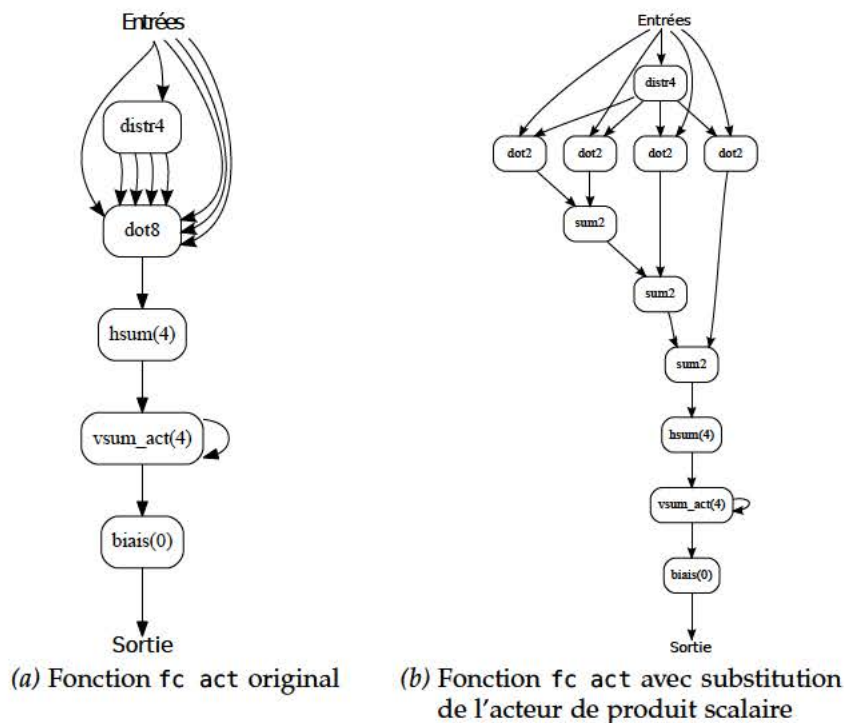 Entrées
distr4
dot8
hsum(4)
vsum_act(4)
biais(0)
Sortie
(a) Fonction fc act original
Entrées
distr4
dot2 dot2 dot2 dot2
sum2
sum2
sum2
hsum(4)
vsum_act(4)
biais(0)
Sortie
(b) Fonction fc act avec substitution
de l'acteur de produit scalaire